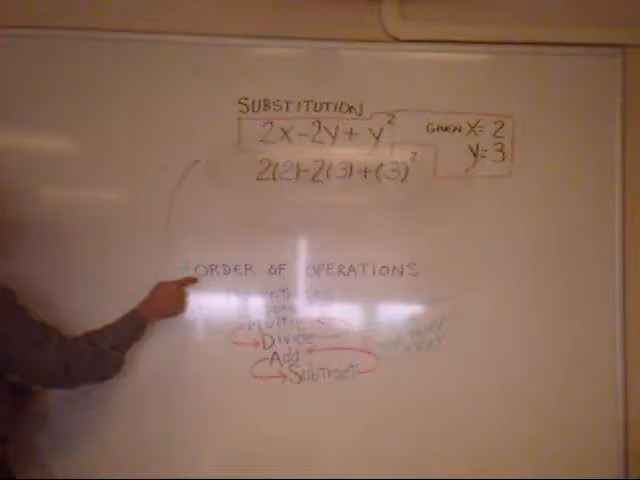 SUBSTITUTION
2x-2y+y²
GIVEN x=2
y=3
2(2)-2(3)+(3)²
ORDER OF OPERATIONS
Divide
Add
Subtract